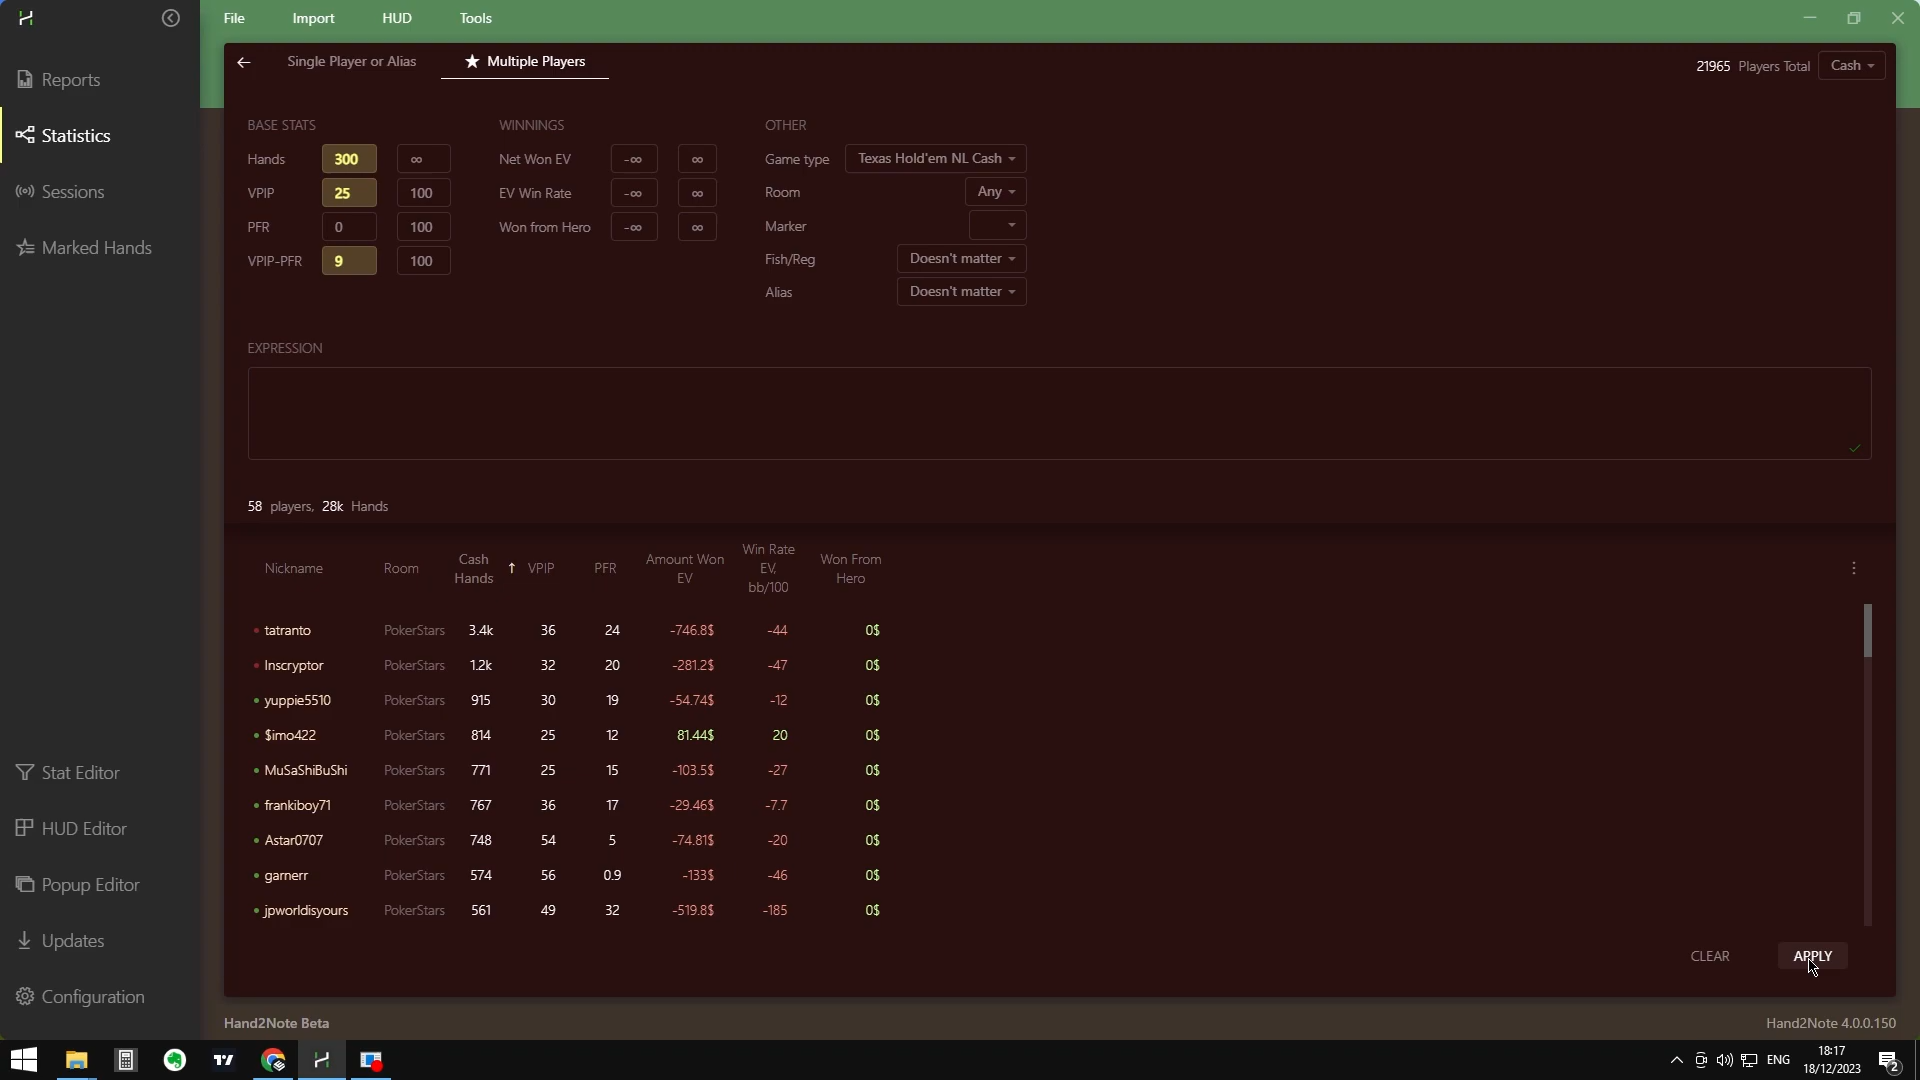 File Import HUD Tools
Single Player or Alias ★ Multiple Players
21965 Players Total Cash
Reports
Statistics
Sessions
Marked Hands
Stat Editor
HUD Editor
Popup Editor
Updates
Configuration
BASE STATS WINNINGS OTHER
Hands 300 ∞ Net Won EV -∞ ∞ Game type Texas Hold'em NL Cash
VPIP 25 100 EV Win Rate -∞ ∞ Room Any
PFR 0 100 Won from Hero -∞ ∞ Marker
VPIP-PFR 9 100 Fish/Reg Doesn't matter
Alias Doesn't matter
EXPRESSION
58 players, 28k Hands
Nickname Room Cash Hands ↑ VPIP PFR Amount Won EV Win Rate EV, bb/100 Won From Hero
tatranto PokerStars 3.4k 36 24 -746.8$ -44 0$
Inscryptor PokerStars 1.2k 32 20 -281.2$ -47 0$
yuppie5510 PokerStars 915 30 19 -54.74$ -12 0$
$imo422 PokerStars 814 25 12 81.44$ 20 0$
MuSaShiBuShi PokerStars 771 25 15 -103.5$ -27 0$
frankiboy71 PokerStars 767 36 17 -29.46$ -7.7 0$
Astar0707 PokerStars 748 54 5 -74.81$ -20 0$
garnerr PokerStars 574 56 0.9 -133$ -46 0$
jpworldisyours PokerStars 561 49 32 -519.8$ -185 0$
CLEAR APPLY
Hand2Note Beta Hand2Note 4.0.0.150
ENG 18:17
18/12/2023
2